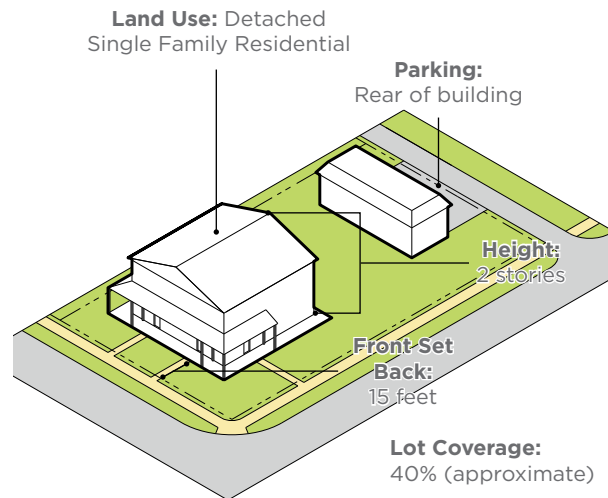 Land Use: Detached
Single Family Residential
Parking:
Rear of building
Height:
2 stories
Front Set
Back:
15 feet
Lot Coverage:
40% (approximate)